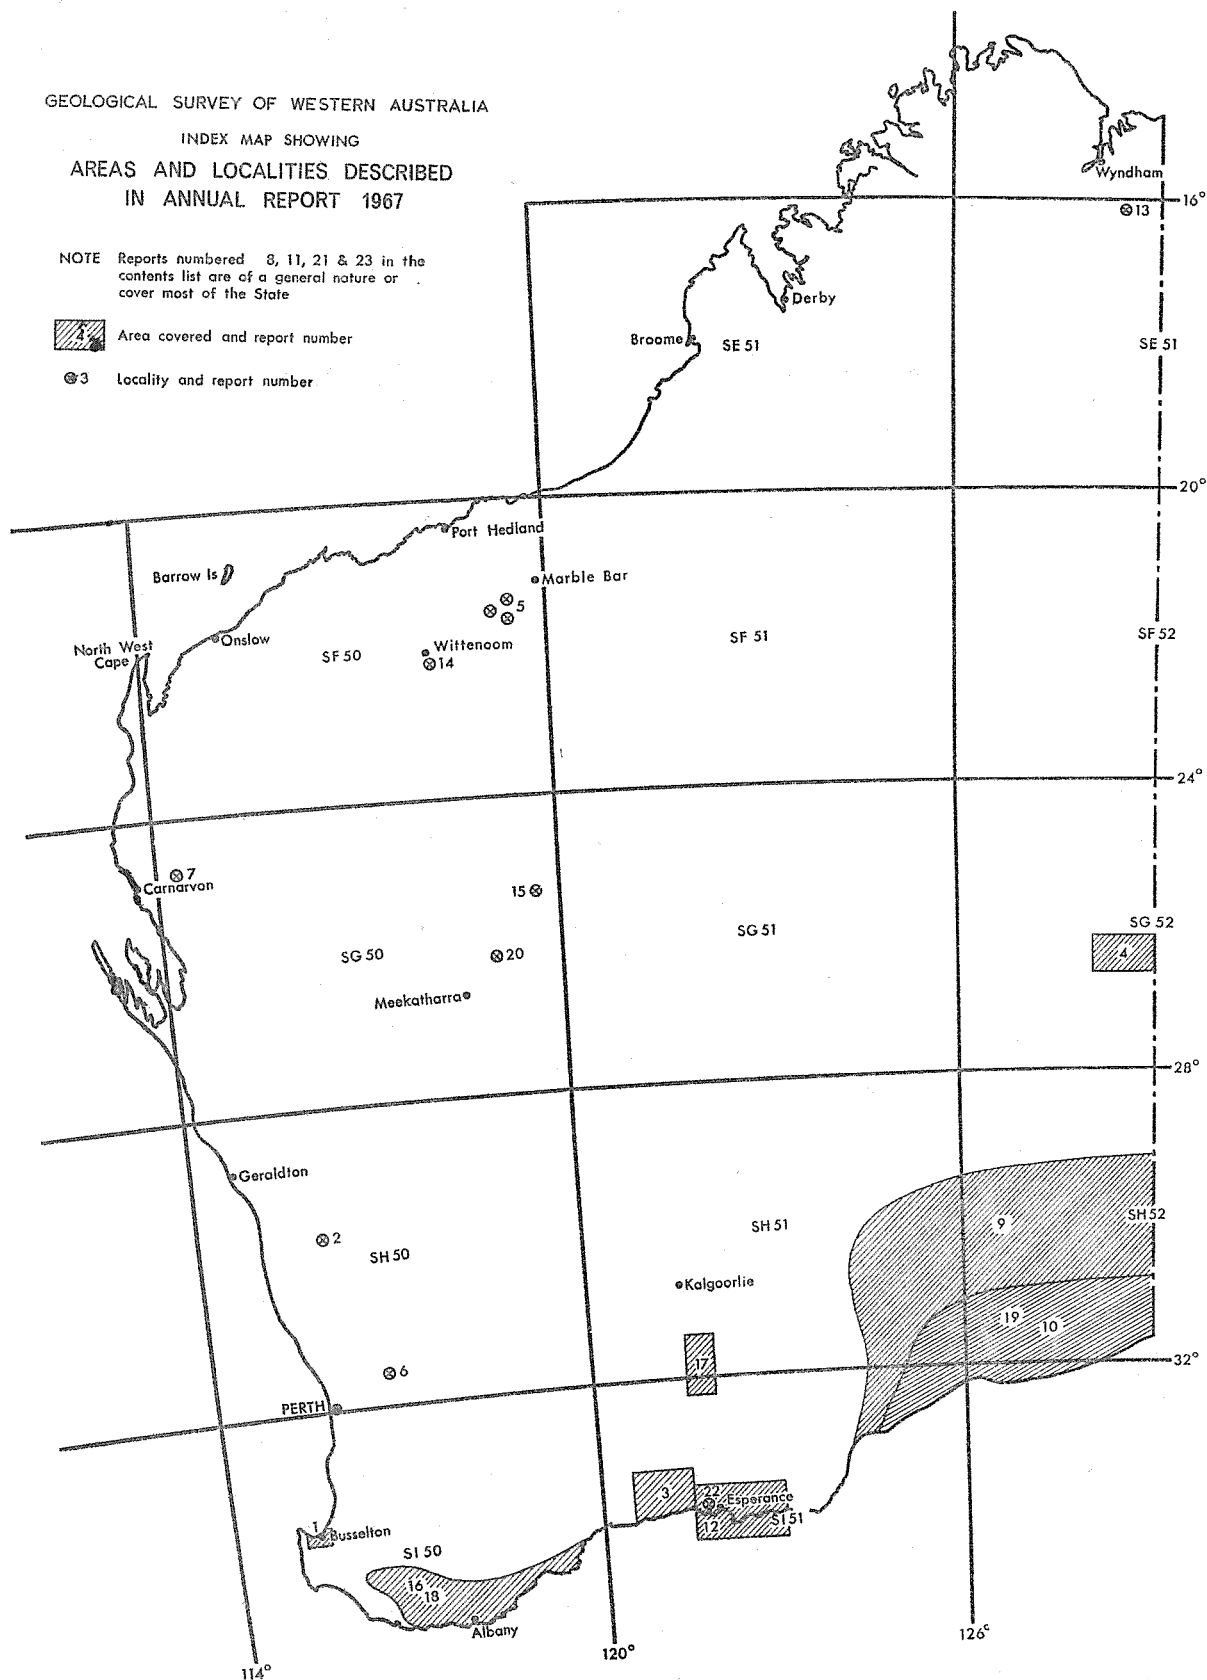 GEOLOGICAL SURVEY OF WESTERN AUSTRALIA
INDEX MAP SHOWING
AREAS AND LOCALITIES DESCRIBED
IN ANNUAL REPORT 1967
NOTE Reports numbered 8, 11, 21 & 23 in the
contents list are of a general nature or
cover most of the State
4 Area covered and report number
3 Locality and report number
Wyndham
16°
13
Derby
Broome
SE 51
SE 51
20°
Port Hedland
Barrow Is
Marble Bar
5
Onslow
North West
Cape
Wittenoom
14
SF 50
SF 51
SF 52
24°
7
Carnarvon
15
SG 50
SG 51
SG 52
4
20
Meekatharra
28°
Geraldton
2
SH 50
SH 51
SH 52
9
Kalgoorlie
19
10
17
32°
6
PERTH
3
22
Esperance
12
SI 51
1
Busselton
SI 50
16
18
Albany
114°
120°
126°